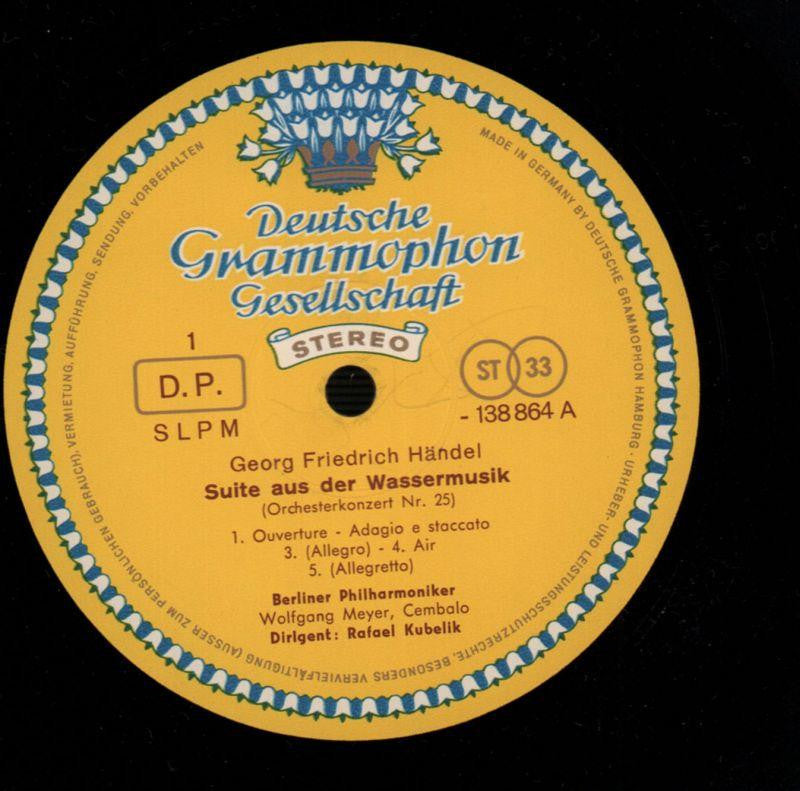 Deutsche
Grammophon
Gesellschaft
STEREO
1
D.P.
SLPM
ST 33
- 138 864 A
Georg Friedrich Händel
Suite aus der Wassermusik
(Orchesterkonzert Nr. 25)
1. Ouverture - Adagio e staccato
3. (Allegro) - 4. Air
5. (Allegretto)
Berliner Philharmoniker
Wolfgang Meyer, Cembalo
Dirigent: Rafael Kubelik
MADE IN GERMANY BY DEUTSCHE GRAMMOPHON HAMBURG · URHEBER- UND LEISTUNGSSCHUTZRECHTE, BESONDERS VERVIELFÄLTIGUNG (AUSSER ZUM PERSÖNLICHEN GEBRAUCH), VERMIETUNG, AUFFÜHRUNG, SENDUNG, VORBEHALTEN